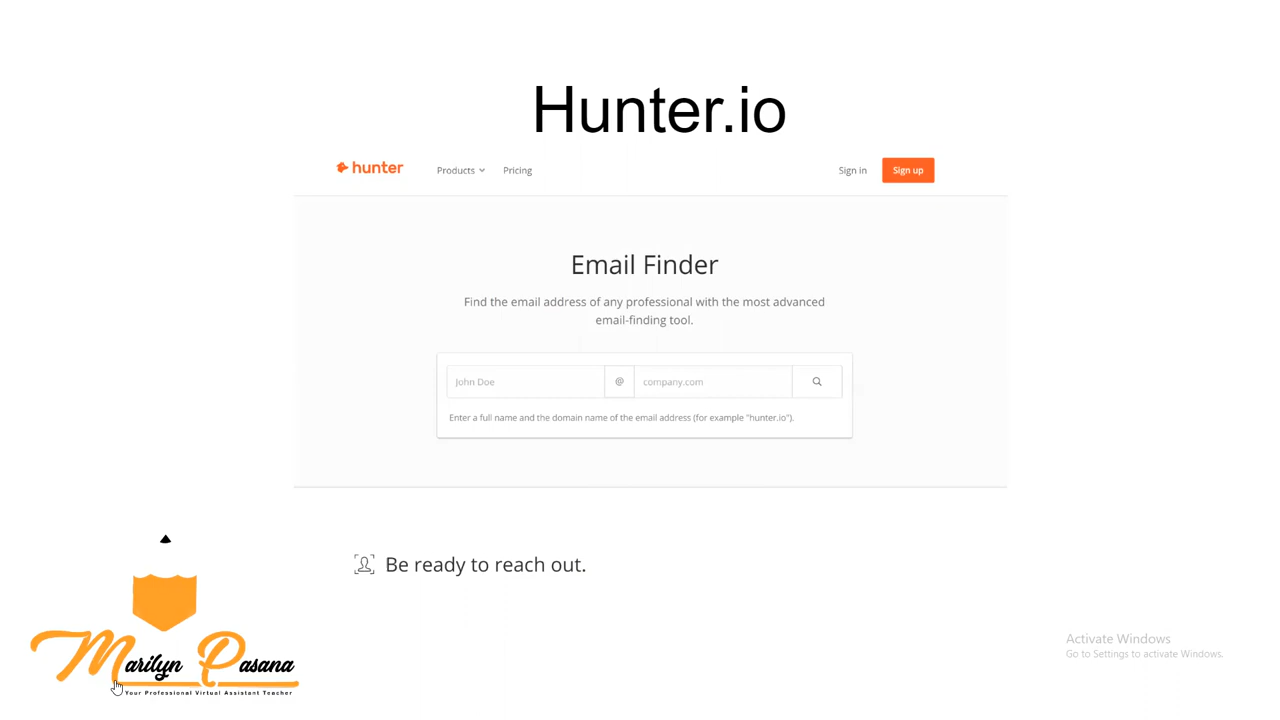 Hunter.io
hunter
Products
Pricing
Sign in
Sign up
Email Finder
Find the email address of any professional with the most advanced
email-finding tool.
John Doe
@
company.com
Enter a full name and the domain name of the email address (for example "hunter.io").
Be ready to reach out.
Marilyn Pasana
Your Professional Virtual Assistant Teacher
Activate Windows
Go to Settings to activate Windows.